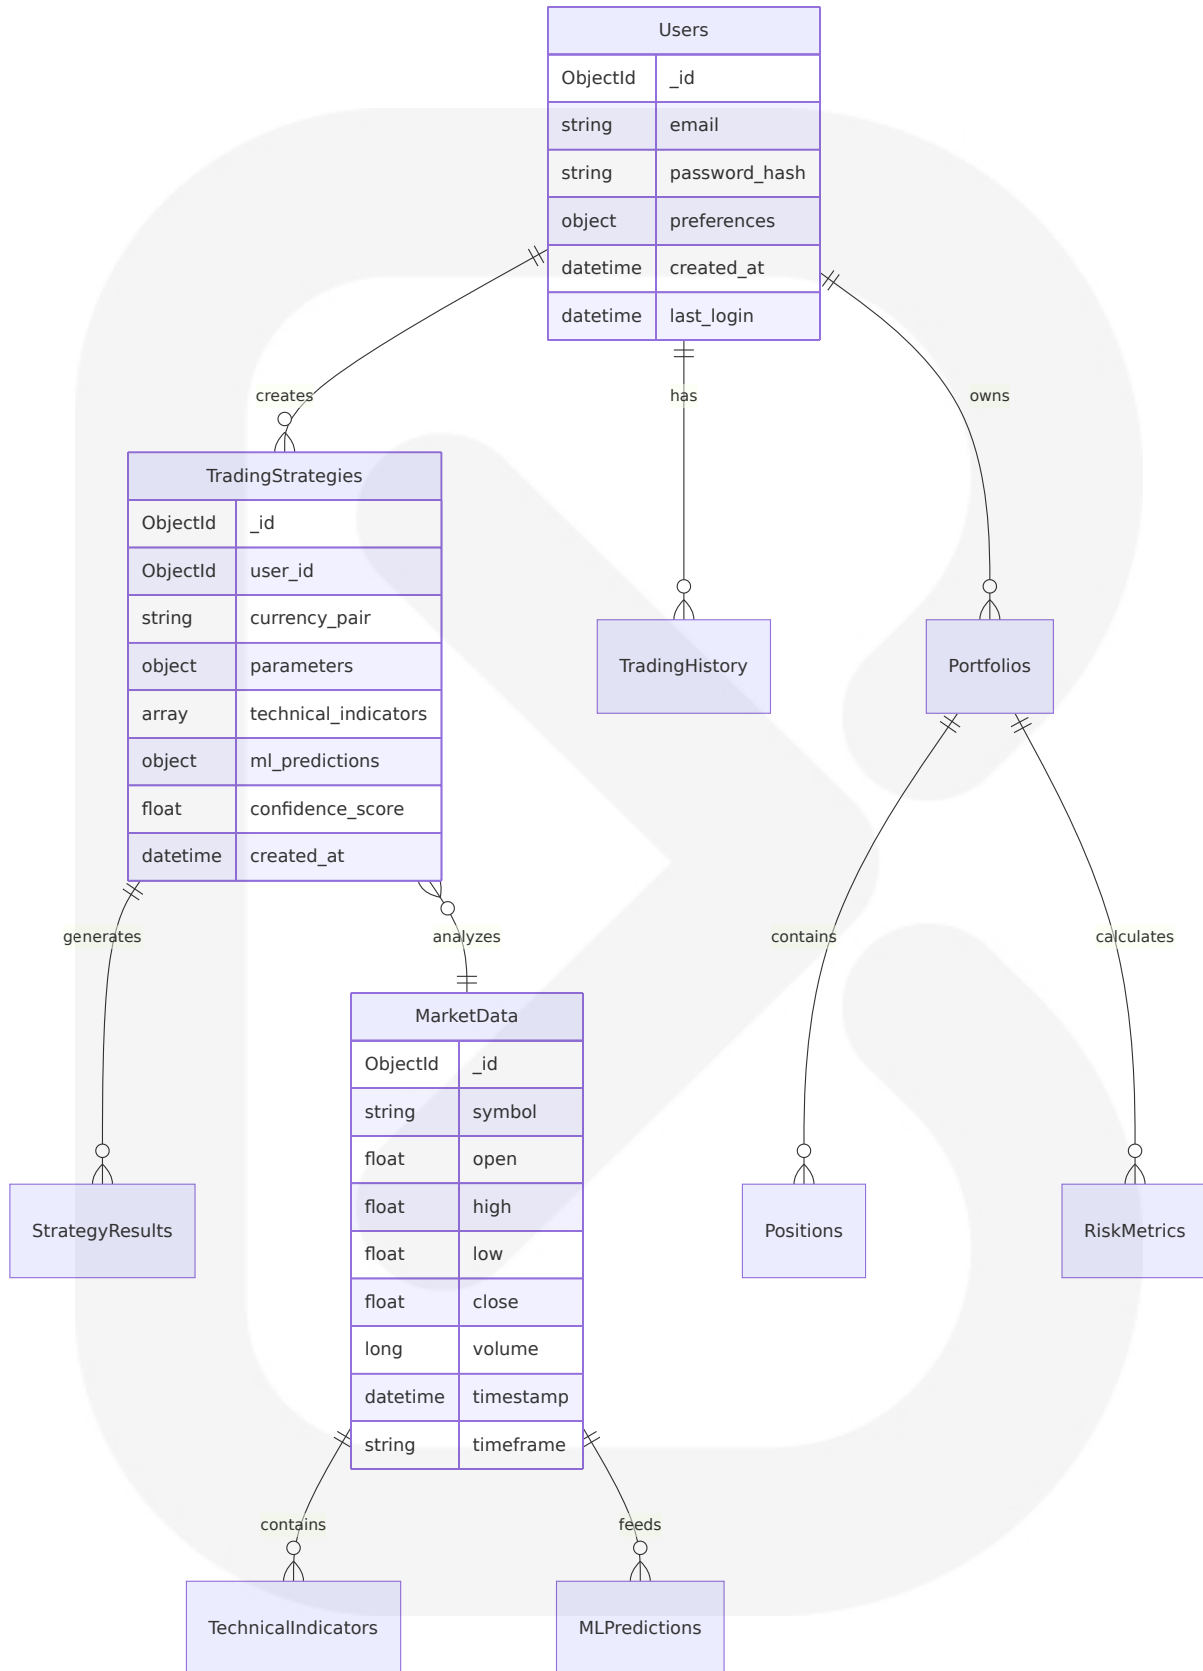 Users
ObjectId _id
string email
string password_hash
object preferences
datetime created_at
datetime last_login
creates
has
owns
TradingStrategies
ObjectId _id
ObjectId user_id
string currency_pair
object parameters
array technical_indicators
object ml_predictions
float confidence_score
datetime created_at
TradingHistory
Portfolios
generates
analyzes
contains
calculates
MarketData
ObjectId _id
string symbol
float open
float high
float low
float close
long volume
datetime timestamp
string timeframe
StrategyResults
Positions
RiskMetrics
contains
feeds
TechnicalIndicators
MLPredictions